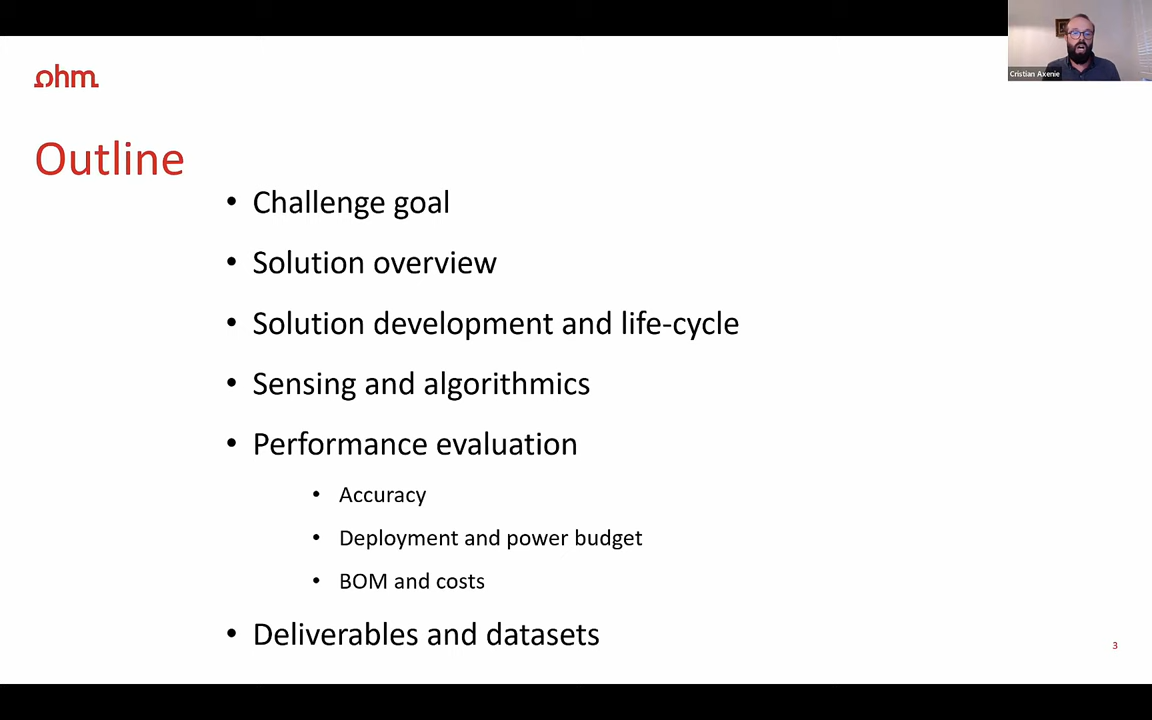 Ωhm
Cristian Axenie
Outline
• Challenge goal
• Solution overview
• Solution development and life-cycle
• Sensing and algorithmics
• Performance evaluation
• Accuracy
• Deployment and power budget
• BOM and costs
• Deliverables and datasets
3